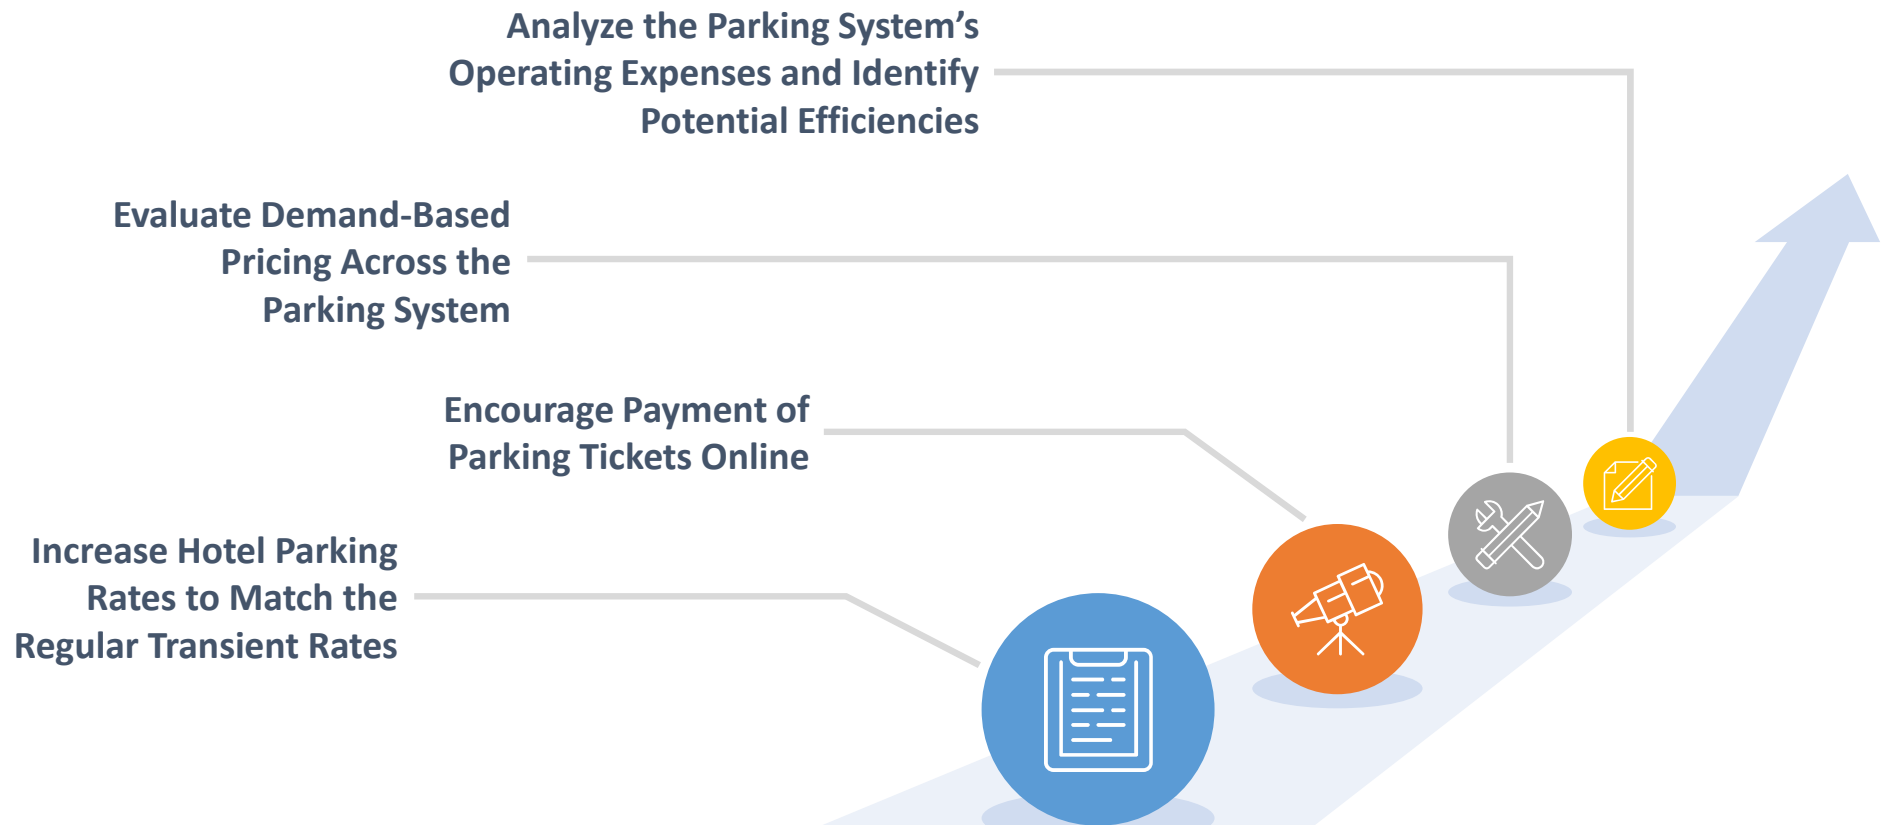 Analyze the Parking System’s
Operating Expenses and Identify
Potential Efficiencies
Evaluate Demand-Based
Pricing Across the
Parking System
Encourage Payment of
Parking Tickets Online
Increase Hotel Parking
Rates to Match the
Regular Transient Rates